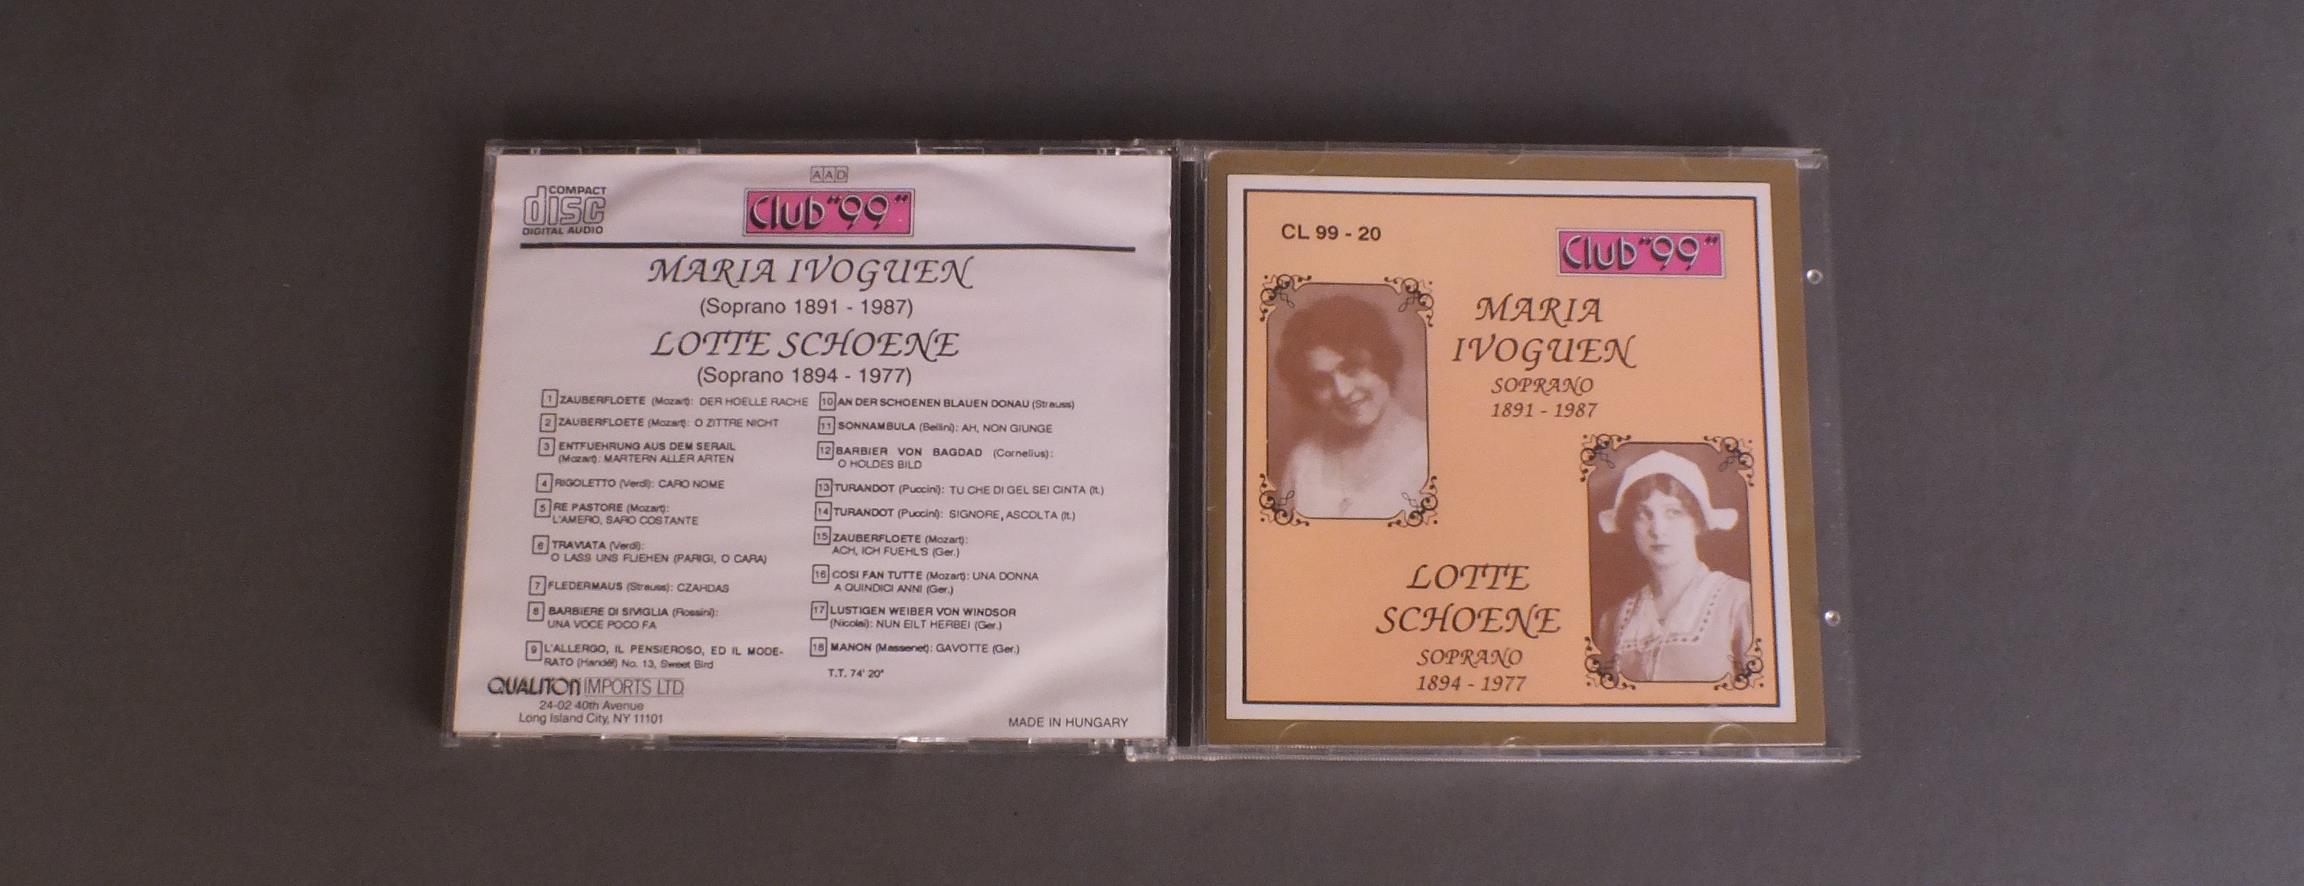 AAD
COMPACT
disc
DIGITAL AUDIO
Club "99"
MARIA IVOGUEN
(Soprano 1891 - 1987)
LOTTE SCHOENE
(Soprano 1894 - 1977)
1 ZAUBERFLOETE (Mozart): DER HOELLE RACHE
2 ZAUBERFLOETE (Mozart): O ZITTRE NICHT
3 ENTFUEHRUNG AUS DEM SERAIL
(Mozart): MARTERN ALLER ARTEN
4 RIGOLETTO (Verdi): CARO NOME
5 RE PASTORE (Mozart):
L'AMERO, SARO COSTANTE
6 TRAVIATA (Verdi):
O LASS UNS FLIEHEN (PARIGI, O CARA)
7 FLEDERMAUS (Strauss): CZAHDAS
8 BARBIERE DI SIVIGLIA (Rossini):
UNA VOCE POCO FA
9 L'ALLERGO, IL PENSIEROSO, ED IL MODE-
RATO (Handel) No. 13, Sweet Bird
10 AN DER SCHOENEN BLAUEN DONAU (Strauss)
11 SONNAMBULA (Bellini): AH, NON GIUNGE
12 BARBIER VON BAGDAD (Cornelius):
O HOLDES BILD
13 TURANDOT (Puccini): TU CHE DI GEL SEI CINTA (It.)
14 TURANDOT (Puccini): SIGNORE, ASCOLTA (It.)
15 ZAUBERFLOETE (Mozart):
ACH, ICH FUEHL'S (Ger.)
16 COSI FAN TUTTE (Mozart): UNA DONNA
A QUINDICI ANNI (Ger.)
17 LUSTIGEN WEIBER VON WINDSOR
(Nicolai): NUN EILT HERBEI (Ger.)
18 MANON (Massenet): GAVOTTE (Ger.)
T.T. 74' 20"
QUALITON IMPORTS LTD
24-02 40th Avenue
Long Island City, NY 11101
MADE IN HUNGARY
CL 99 - 20
Club "99"
MARIA
IVOGUEN
SOPRANO
1891 - 1987
LOTTE
SCHOENE
SOPRANO
1894 - 1977